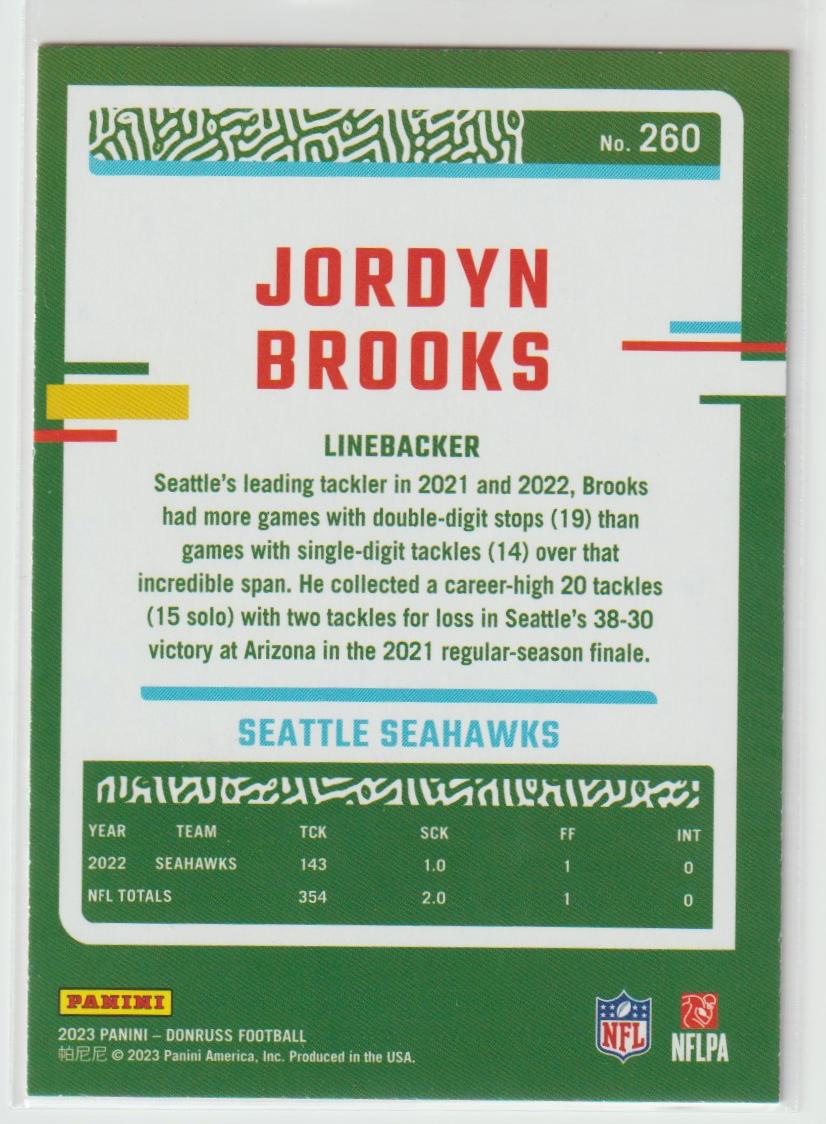 No. 260
JORDYN
BROOKS
LINEBACKER
Seattle's leading tackler in 2021 and 2022, Brooks
had more games with double-digit stops (19) than
games with single-digit tackles (14) over that
incredible span. He collected a career-high 20 tackles
(15 solo) with two tackles for loss in Seattle's 38-30
victory at Arizona in the 2021 regular-season finale.
SEATTLE SEAHAWKS
YEAR TEAM TCK SCK FF INT
2022 SEAHAWKS 143 1.0 1 0
NFL TOTALS 354 2.0 1 0
PANINI
2023 PANINI – DONRUSS FOOTBALL
帕尼尼 © 2023 Panini America, Inc. Produced in the USA.
NFL
NFLPA